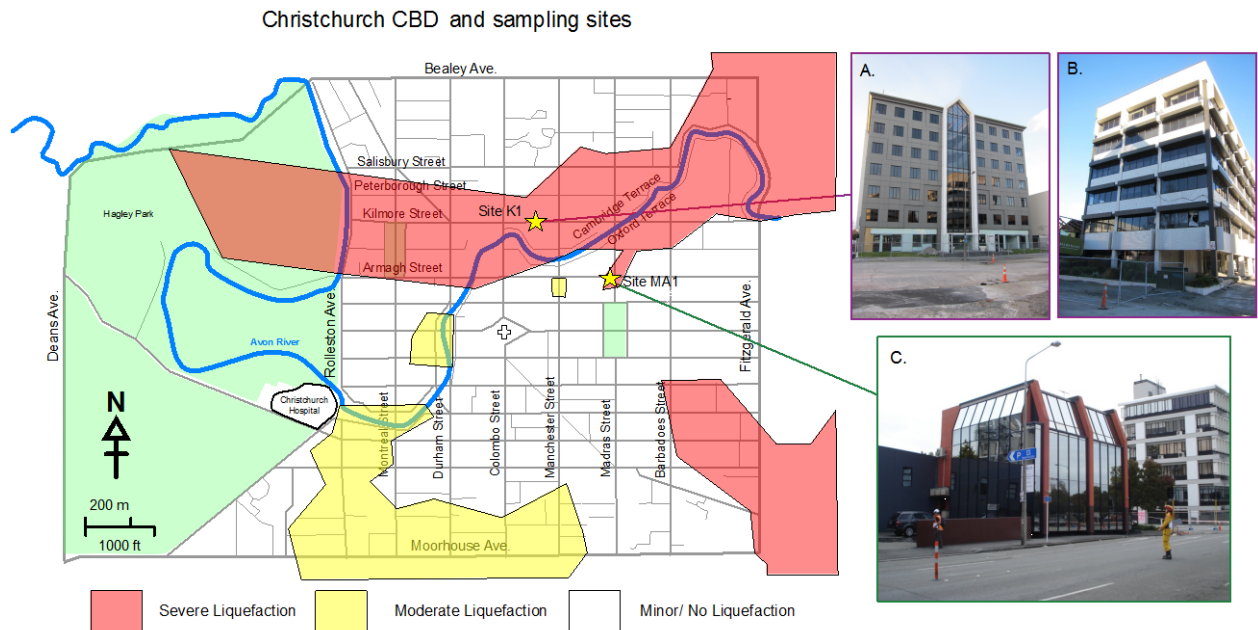 Christchurch CBD and sampling sites
Bealey Ave.
Salisbury Street
Peterborough Street
Kilmore Street
Site K1
Cambridge Terrace
Oxford Terrace
Hagley Park
Armagh Street
Site MA1
Deans Ave.
Rolleston Ave.
Fitzgerald Ave.
Avon River
Christchurch
Hospital
Montreal Street
Durham Street
Colombo Street
Manchester Street
Madras Street
Barbadoes Street
N
200 m
1000 ft
Moorhouse Ave.
A.
B.
C.
P
Severe Liquefaction
Moderate Liquefaction
Minor/ No Liquefaction